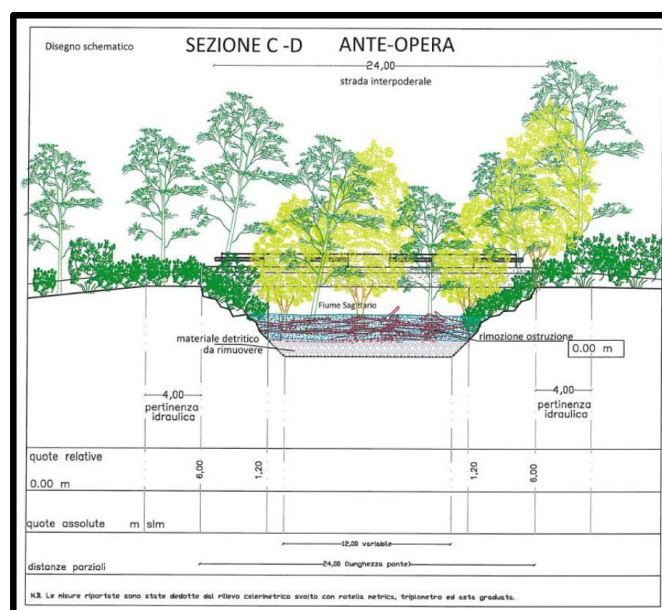 Disegno schematico
SEZIONE C -D ANTE-OPERA
24,00
strada interpoderale
Fiume Sagittario
materiale detritico
da rimuovere
rimozione ostruzione
0.00 m
4,00
pertinenza
idraulica
4,00
pertinenza
idraulica
quote relative
0.00 m
6,00
1,20
1,20
6,00
quote assolute m slm
12,00 variabile
distanze parziali
24,00 (lunghezza ponte)
N.B. Le misure riportate sono state dedotte dal rilievo celerimetrico svolto con rotella metrica, triplometro ed asta graduata.